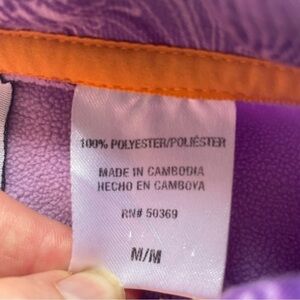 100% POLYESTER/POLIÉSTER
MADE IN CAMBODIA
HECHO EN CAMBOYA
RN# 50369
M/M